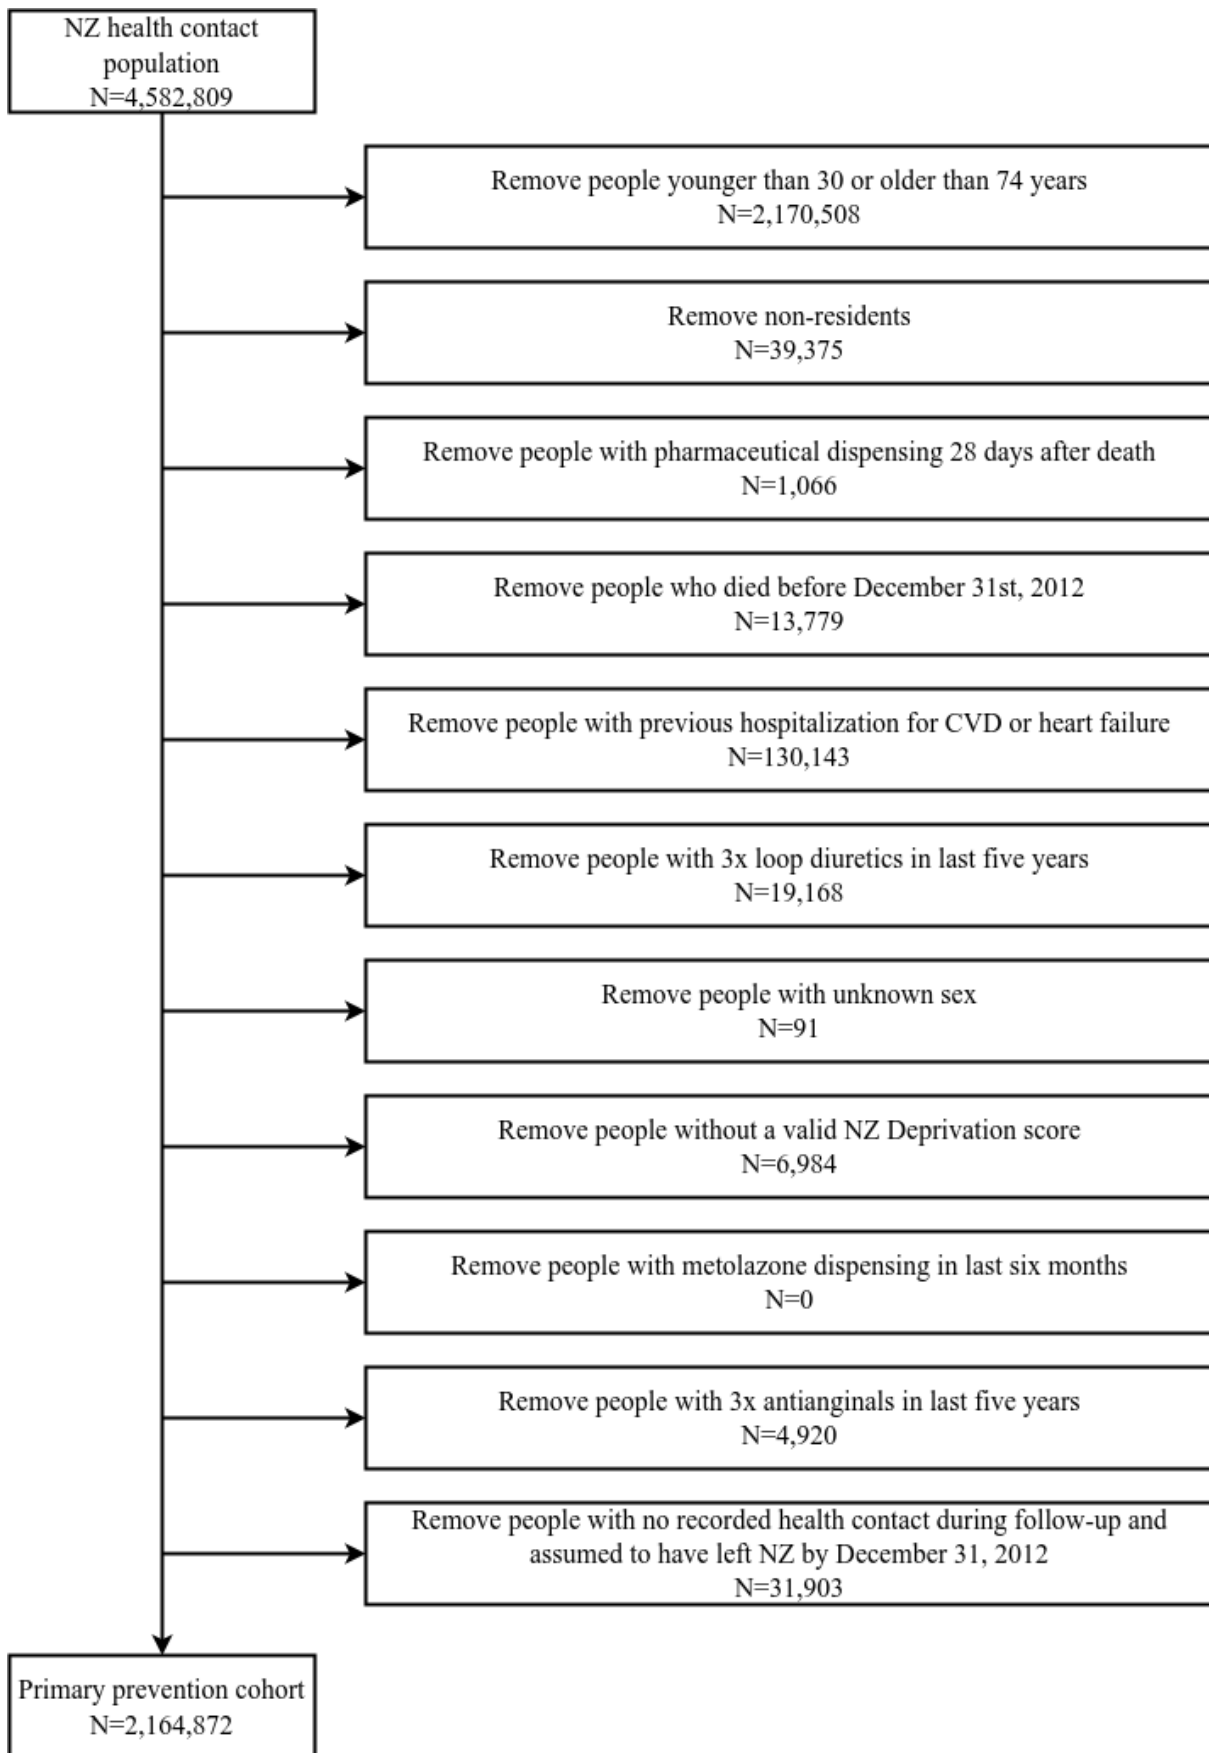 NZ health contact
population
N=4,582,809
Remove people younger than 30 or older than 74 years
N=2,170,508
Remove non-residents
N=39,375
Remove people with pharmaceutical dispensing 28 days after death
N=1,066
Remove people who died before December 31st, 2012
N=13,779
Remove people with previous hospitalization for CVD or heart failure
N=130,143
Remove people with 3x loop diuretics in last five years
N=19,168
Remove people with unknown sex
N=91
Remove people without a valid NZ Deprivation score
N=6,984
Remove people with metolazone dispensing in last six months
N=0
Remove people with 3x antianginals in last five years
N=4,920
Remove people with no recorded health contact during follow-up and
assumed to have left NZ by December 31, 2012
N=31,903
Primary prevention cohort
N=2,164,872